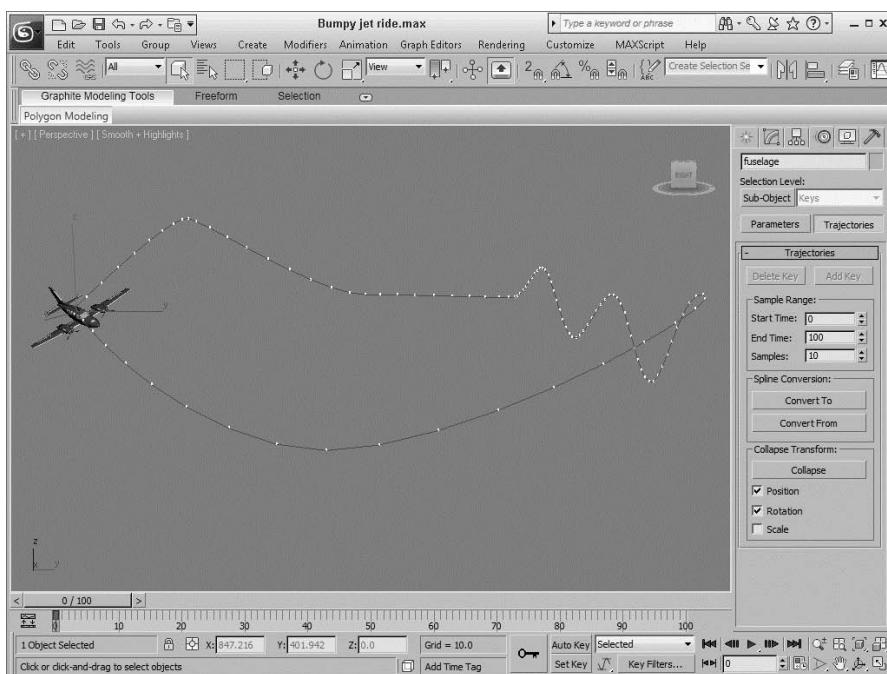 Bumpy jet ride.max
Type a keyword or phrase
Edit Tools Group Views Create Modifiers Animation Graph Editors Rendering Customize MAXScript Help
All
View
2
ABC
Create Selection Se
Graphite Modeling Tools Freeform Selection
Polygon Modeling
[ + ] [ Perspective ] [ Smooth + Highlights ]
RIGHT
z
y
fuselage
Selection Level:
Sub-Object Keys
Parameters Trajectories
- Trajectories
Delete Key Add Key
Sample Range:
Start Time: 0
End Time: 100
Samples: 10
Spline Conversion:
Convert To
Convert From
Collapse Transform:
Collapse
Position
Rotation
Scale
z
x y
< 0 / 100 >
0 10 20 30 40 50 60 70 80 90 100
1 Object Selected X: 847.216 Y: 401.942 Z: 0.0 Grid = 10.0 Auto Key Selected
Click or click-and-drag to select objects Add Time Tag Set Key Key Filters... 0